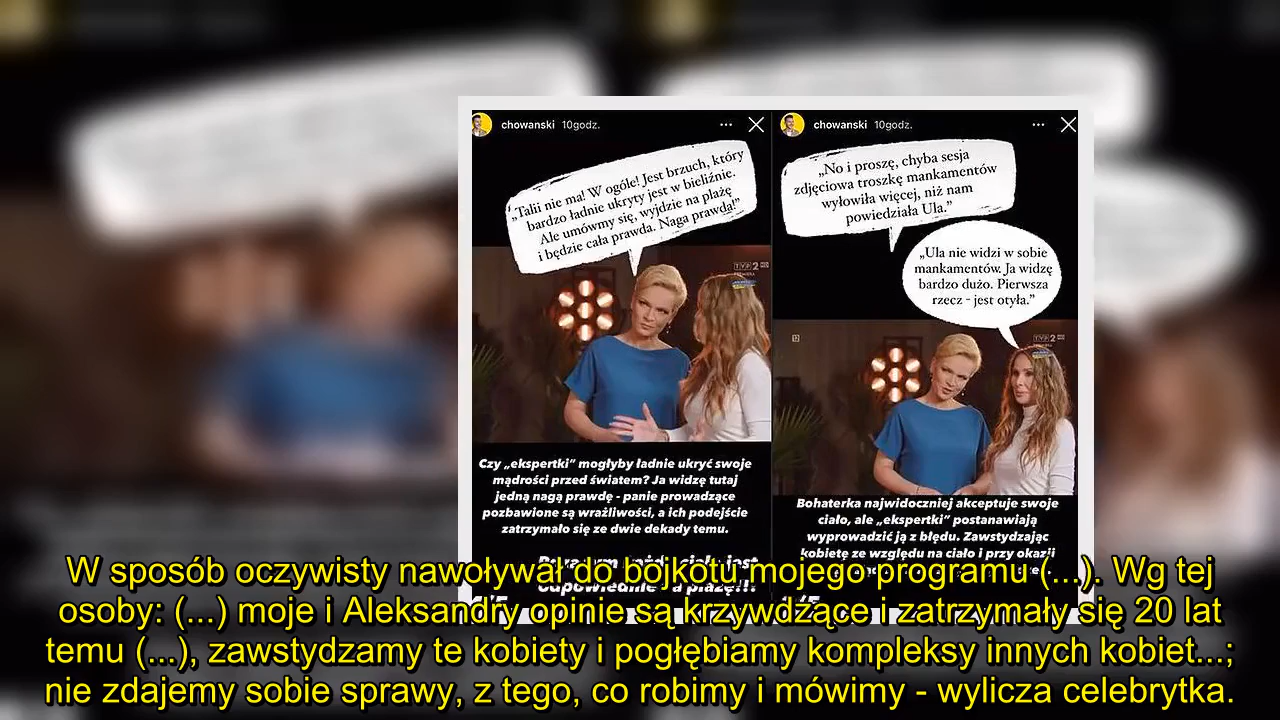 chowanski 10godz.
„Talii nie ma! W ogóle! Jest brzuch, który
bardzo ładnie ukryty jest w bieliźnie.
Ale umówmy się, wyjdzie na plażę
i będzie cała prawda. Naga prawda!”
TVP2 HD
Czy „ekspertki” mogłyby ładnie ukryć swoje
mądrości przed światem? Ja widzę tutaj
jedną nagą prawdę - panie prowadzące
pozbawione są wrażliwości, a ich podejście
zatrzymało się ze dwie dekady temu.
chowanski 10godz.
„No i proszę, chyba sesja
zdjęciowa troszkę mankamentów
wyłowiła więcej, niż nam
powiedziała Ula.”
„Ula nie widzi w sobie
mankamentów. Ja widzę
bardzo dużo. Pierwsza
rzecz - jest otyła.”
12
TVP2 HD
Bohaterka najwidoczniej akceptuje swoje
ciało, ale „ekspertki” postanawiają
wyprowadzić ją z błędu. Zawstydzając
kobietę ze względu na ciało i przy okazji
W sposób oczywisty nawoływał do bojkotu mojego programu (...). Wg tej
osoby: (...) moje i Aleksandry opinie są krzywdzące i zatrzymały się 20 lat
temu (...), zawstydzamy te kobiety i pogłębiamy kompleksy innych kobiet...;
nie zdajemy sobie sprawy, z tego, co robimy i mówimy - wylicza celebrytka.